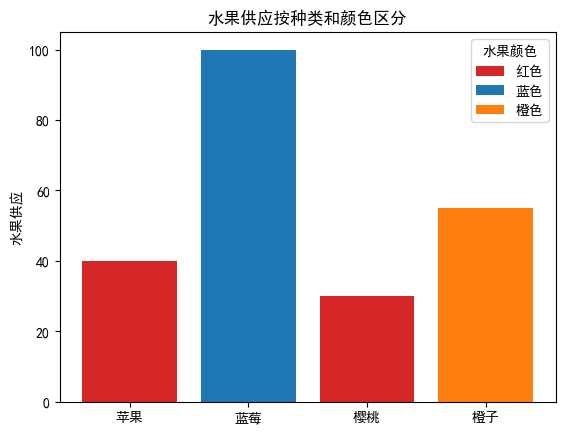 水果供应按种类和颜色区分
水果颜色
红色
蓝色
橙色
水果供应
100
80
60
40
20
0
苹果 蓝莓 樱桃 橙子